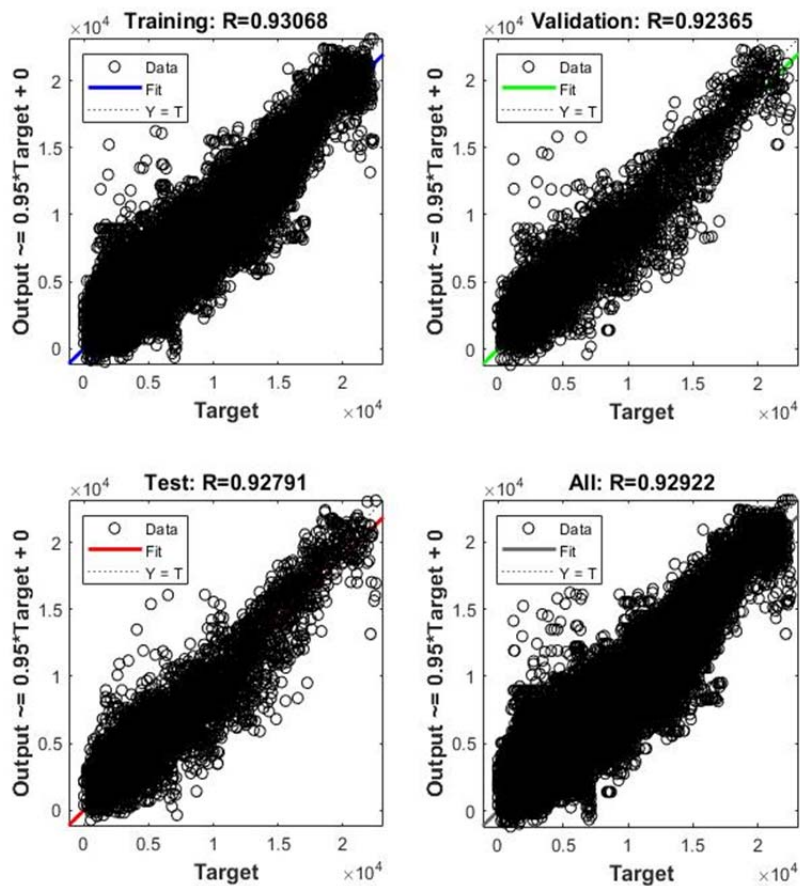 Training: R=0.93068
×10⁴
Output ~= 0.95*Target + 0
2
1.5
1
0.5
0
Data
Fit
Y = T
0
0.5
1
1.5
2
Target
×10⁴
Validation: R=0.92365
×10⁴
Output ~= 0.95*Target + 0
2
1.5
1
0.5
0
Data
Fit
Y = T
0
0.5
1
1.5
2
Target
×10⁴
Test: R=0.92791
×10⁴
Output ~= 0.95*Target + 0
2
1.5
1
0.5
0
Data
Fit
Y = T
0
0.5
1
1.5
2
Target
×10⁴
All: R=0.92922
×10⁴
Output ~= 0.95*Target + 0
2
1.5
1
0.5
0
Data
Fit
Y = T
0
0.5
1
1.5
2
Target
×10⁴